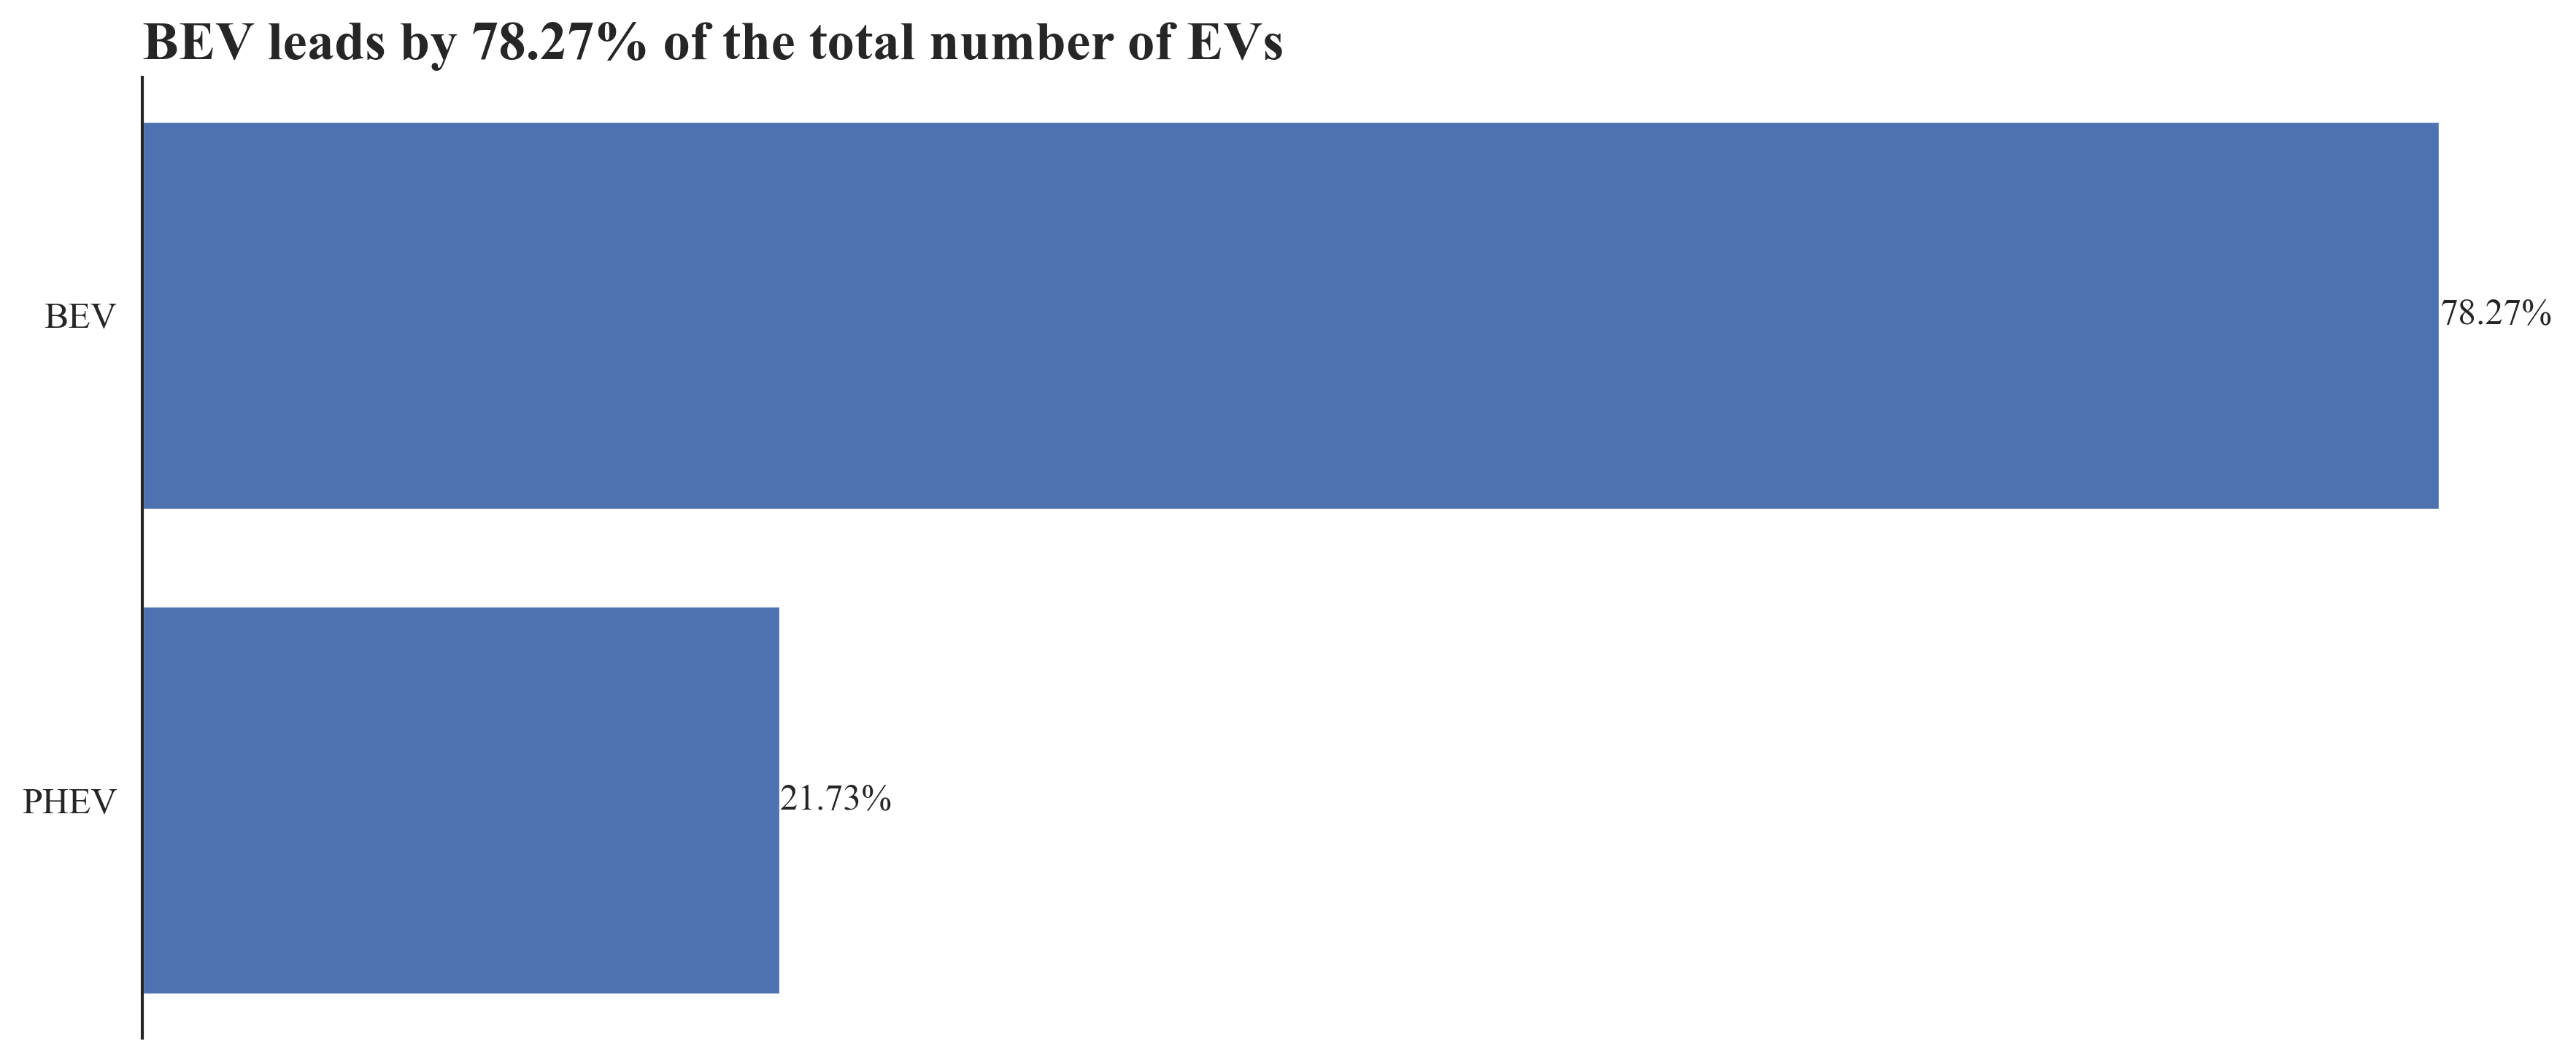 BEV leads by 78.27% of the total number of EVs
BEV
78.27%
PHEV
21.73%